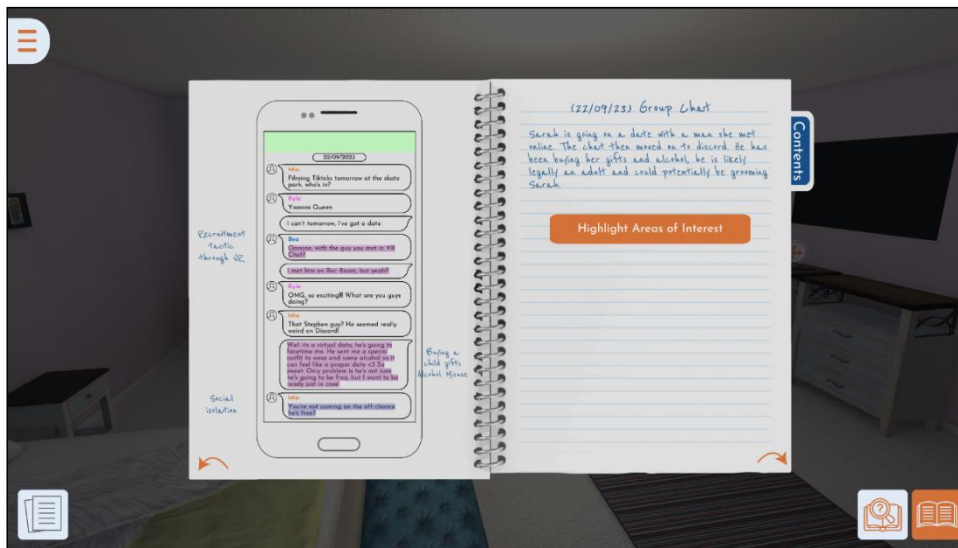 22/09/2023
Mia
Filming Tiktoks tomorrow at the skate
park, who's in?
Kyle
Yaaass Queen
I can't tomorrow, I've got a date
Bea
Oooooo, with the guy you met in VR
Chat?
I met him on Rec Room, but yeah!!
Kyle
OMG, so exciting!! What are you guys
doing?
Mia
That Stephen guy? He seemed really
weird on Discord!
Well its a virtual date, he's going to
facetime me. He sent me a special
outfit to wear and some alcohol so it
can feel like a proper date <3 So
sweet. Only problem is he's not sure
he's going to be free, but I want to be
ready just in case!
Mia
You're not coming on the off chance
he's free?
Recruitment
tactic
through VR
Social
isolation
Buying a
child gifts
Alcohol Misuse
(22/09/23) Group Chat
Sarah is going on a date with a man she met
online. The chat then moved on to discord. He has
been buying her gifts and alcohol, he is likely
legally an adult and could potentially be grooming
Sarah
Highlight Areas of Interest
Contents